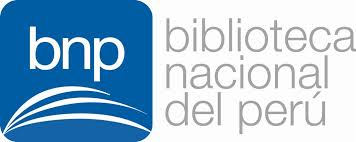 bnp
biblioteca
nacional
del perú